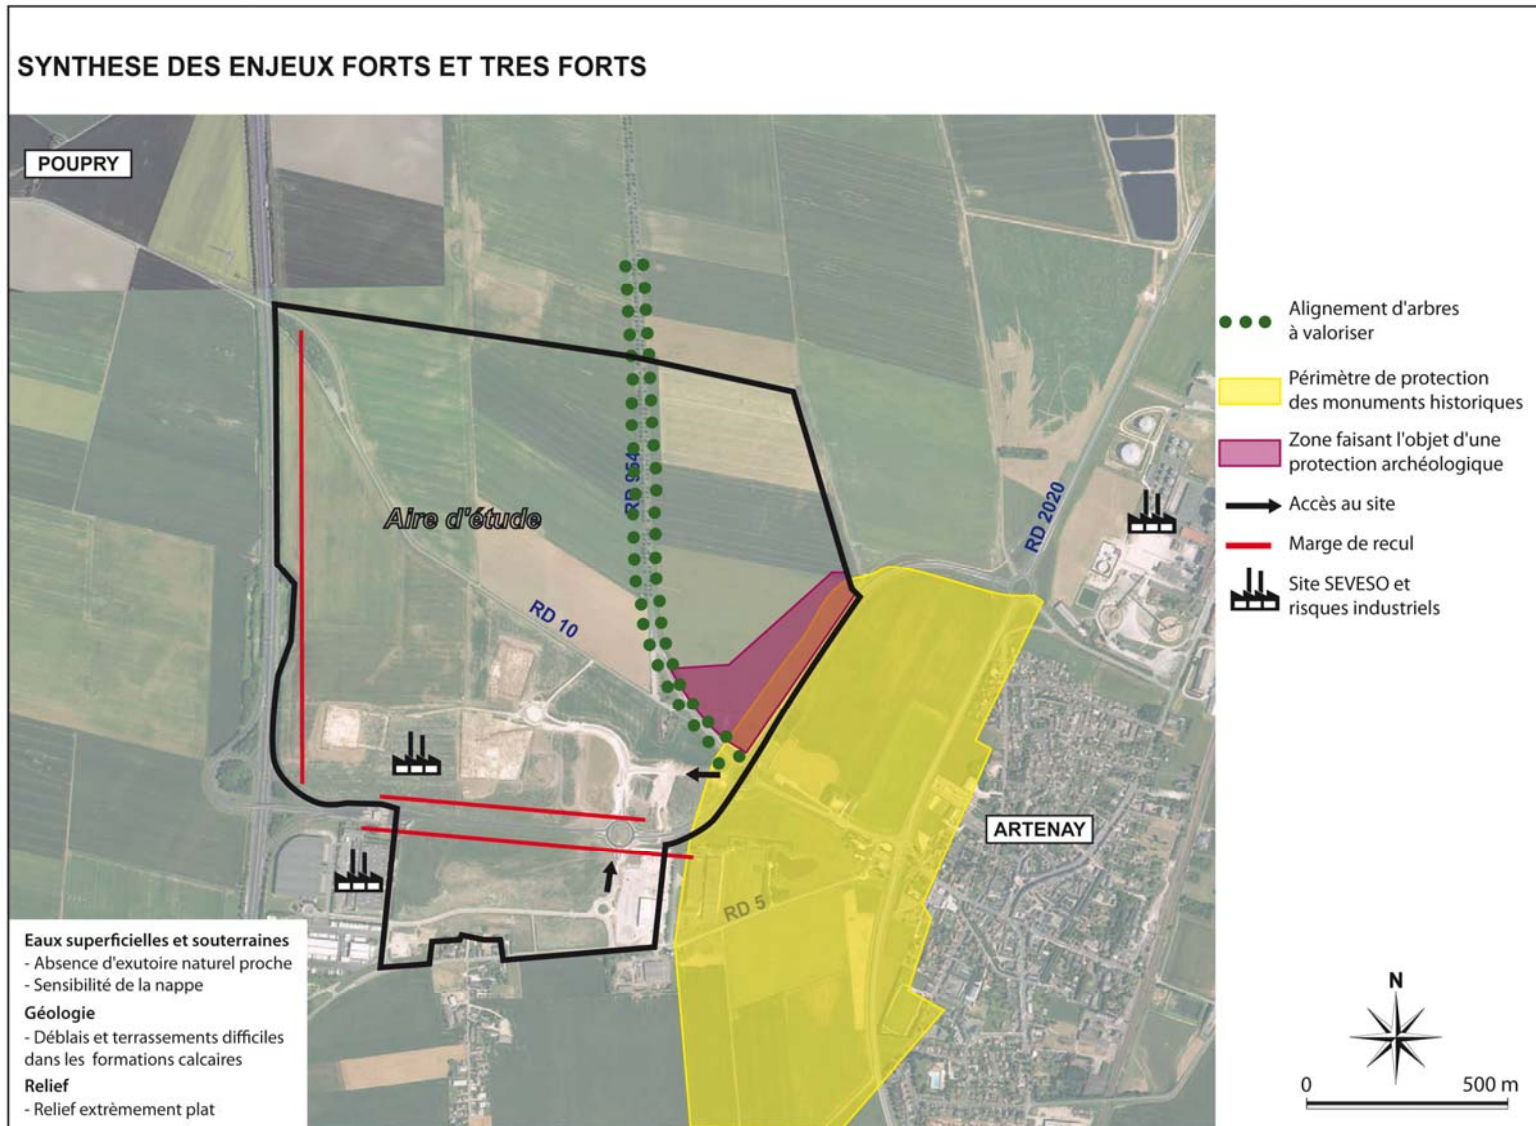 SYNTHESE DES ENJEUX FORTS ET TRES FORTS
POUPRY
Aire d'étude
RD 954
RD 10
RD 2020
RD 5
ARTENAY
Alignement d'arbres
à valoriser
Périmètre de protection
des monuments historiques
Zone faisant l'objet d'une
protection archéologique
Accès au site
Marge de recul
Site SEVESO et
risques industriels
Eaux superficielles et souterraines
- Absence d'exutoire naturel proche
- Sensibilité de la nappe
Géologie
- Déblais et terrassements difficiles
dans les formations calcaires
Relief
- Relief extrèmement plat
N
0 500 m